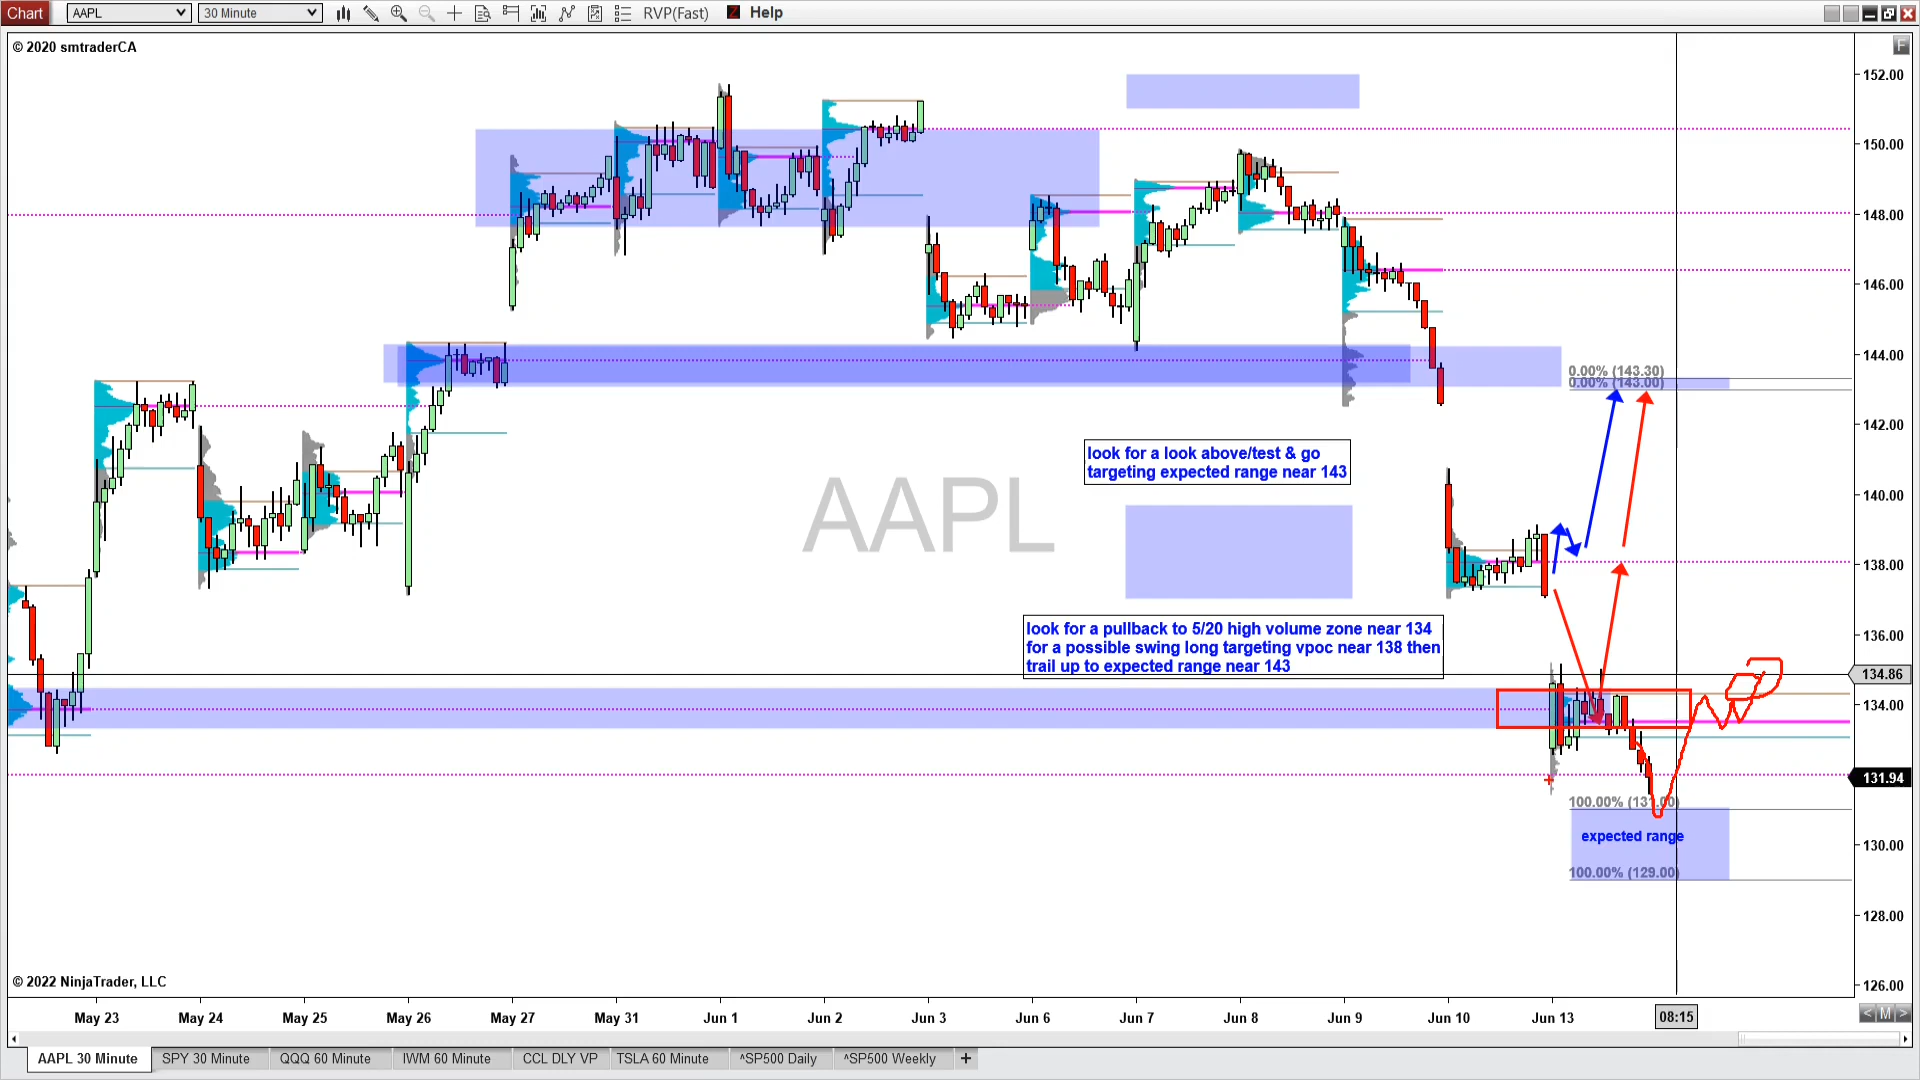 Chart AAPL 30 Minute RVP(Fast) Z Help
© 2020 smtraderCA
F
152.00
150.00
148.00
146.00
144.00
0.00% (143.30)
0.00% (143.00)
142.00
look for a look above/test & go
targeting expected range near 143
AAPL
140.00
138.00
look for a pullback to 5/20 high volume zone near 134
for a possible swing long targeting vpoc near 138 then
trail up to expected range near 143
136.00
134.86
134.00
131.94
100.00% (131.00)
expected range
130.00
100.00% (129.00)
128.00
© 2022 NinjaTrader, LLC
126.00
May 23 May 24 May 25 May 26 May 27 May 31 Jun 1 Jun 2 Jun 3 Jun 6 Jun 7 Jun 8 Jun 9 Jun 10 Jun 13 08:15 < M >
AAPL 30 Minute SPY 30 Minute QQQ 60 Minute IWM 60 Minute CCL DLY VP TSLA 60 Minute ^SP500 Daily ^SP500 Weekly +